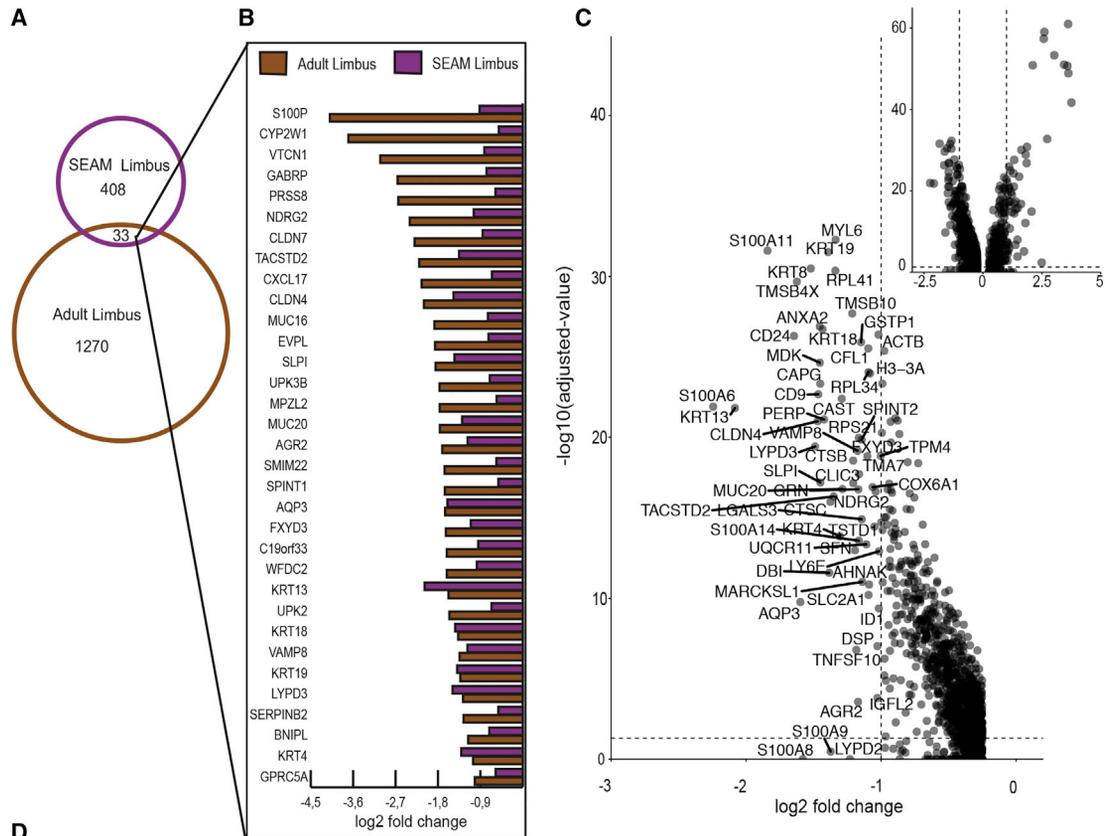 A
B
C
SEAM Limbus
408
33
Adult Limbus
1270
Adult Limbus
SEAM Limbus
S100P
CYP2W1
VTCN1
GABRP
PRSS8
NDRG2
CLDN7
TACSTD2
CXCL17
CLDN4
MUC16
EVPL
SLPI
UPK3B
MPZL2
MUC20
AGR2
SMIM22
SPINT1
AQP3
FXYD3
C19orf33
WFDC2
KRT13
UPK2
KRT18
VAMP8
KRT19
LYPD3
SERPINB2
BNIPL
KRT4
GPRC5A
-4,5 -3,6 -2,7 -1,8 -0,9
log2 fold change
-log10(adjusted-value)
40
30
20
10
0
-3 -2 -1 0
log2 fold change
60
40
20
0
-2.5 0 2.5 5
MYL6
S100A11
KRT19
KRT8
RPL41
TMSB4X
TMSB10
ANXA2
GSTP1
CD24
KRT18
ACTB
MDK
CFL1
CAPG
H3-3A
RPL34
S100A6
CD9
KRT13
PERP CAST SPINT2
CLDN4 VAMP8 RPS21
LYPD3 CTSB FXYD3 TPM4
SLPI CLIC3 TMA7
MUC20 GRN COX6A1
TACSTD2 LGALS3 CTSC NDRG2
S100A14 KRT4 TSTD1
UQCR11 SFN
LY6E
DBI AHNAK
MARCKSL1 SLC2A1
AQP3
ID1
DSP
TNFSF10
IGFL2
AGR2
S100A9
S100A8 LYPD2
D